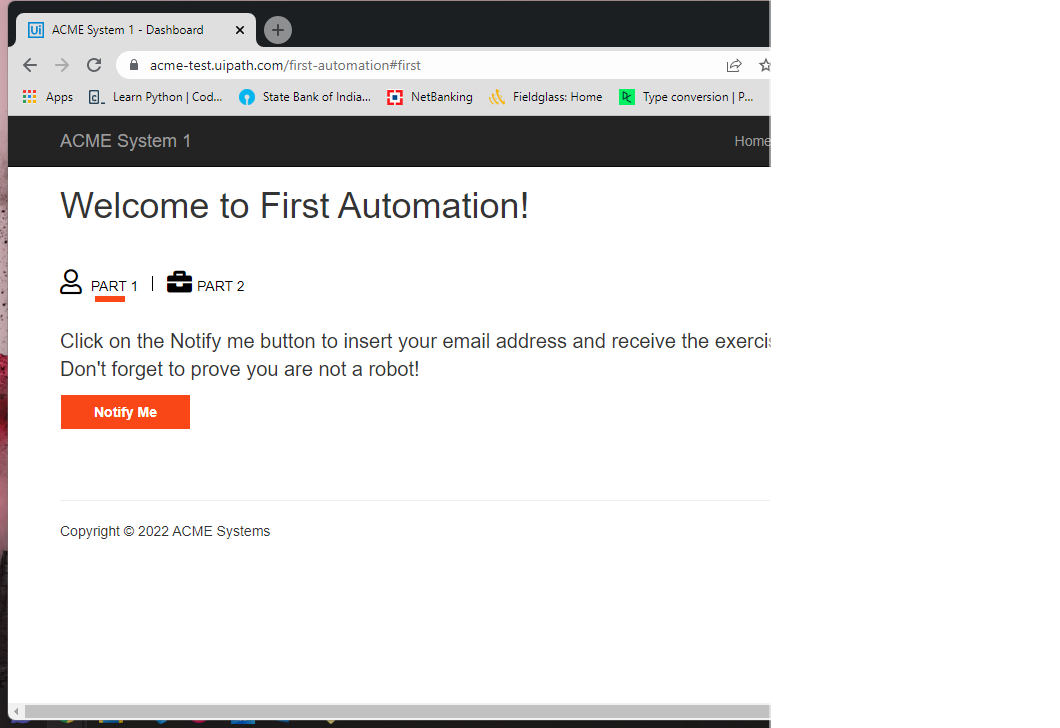 Ui ACME System 1 - Dashboard
acme-test.uipath.com/first-automation#first
Apps Learn Python | Cod... State Bank of India... NetBanking Fieldglass: Home Type conversion | P...
ACME System 1 Home
Welcome to First Automation!
PART 1 | PART 2
Click on the Notify me button to insert your email address and receive the exerci
Don't forget to prove you are not a robot!
Notify Me
Copyright © 2022 ACME Systems